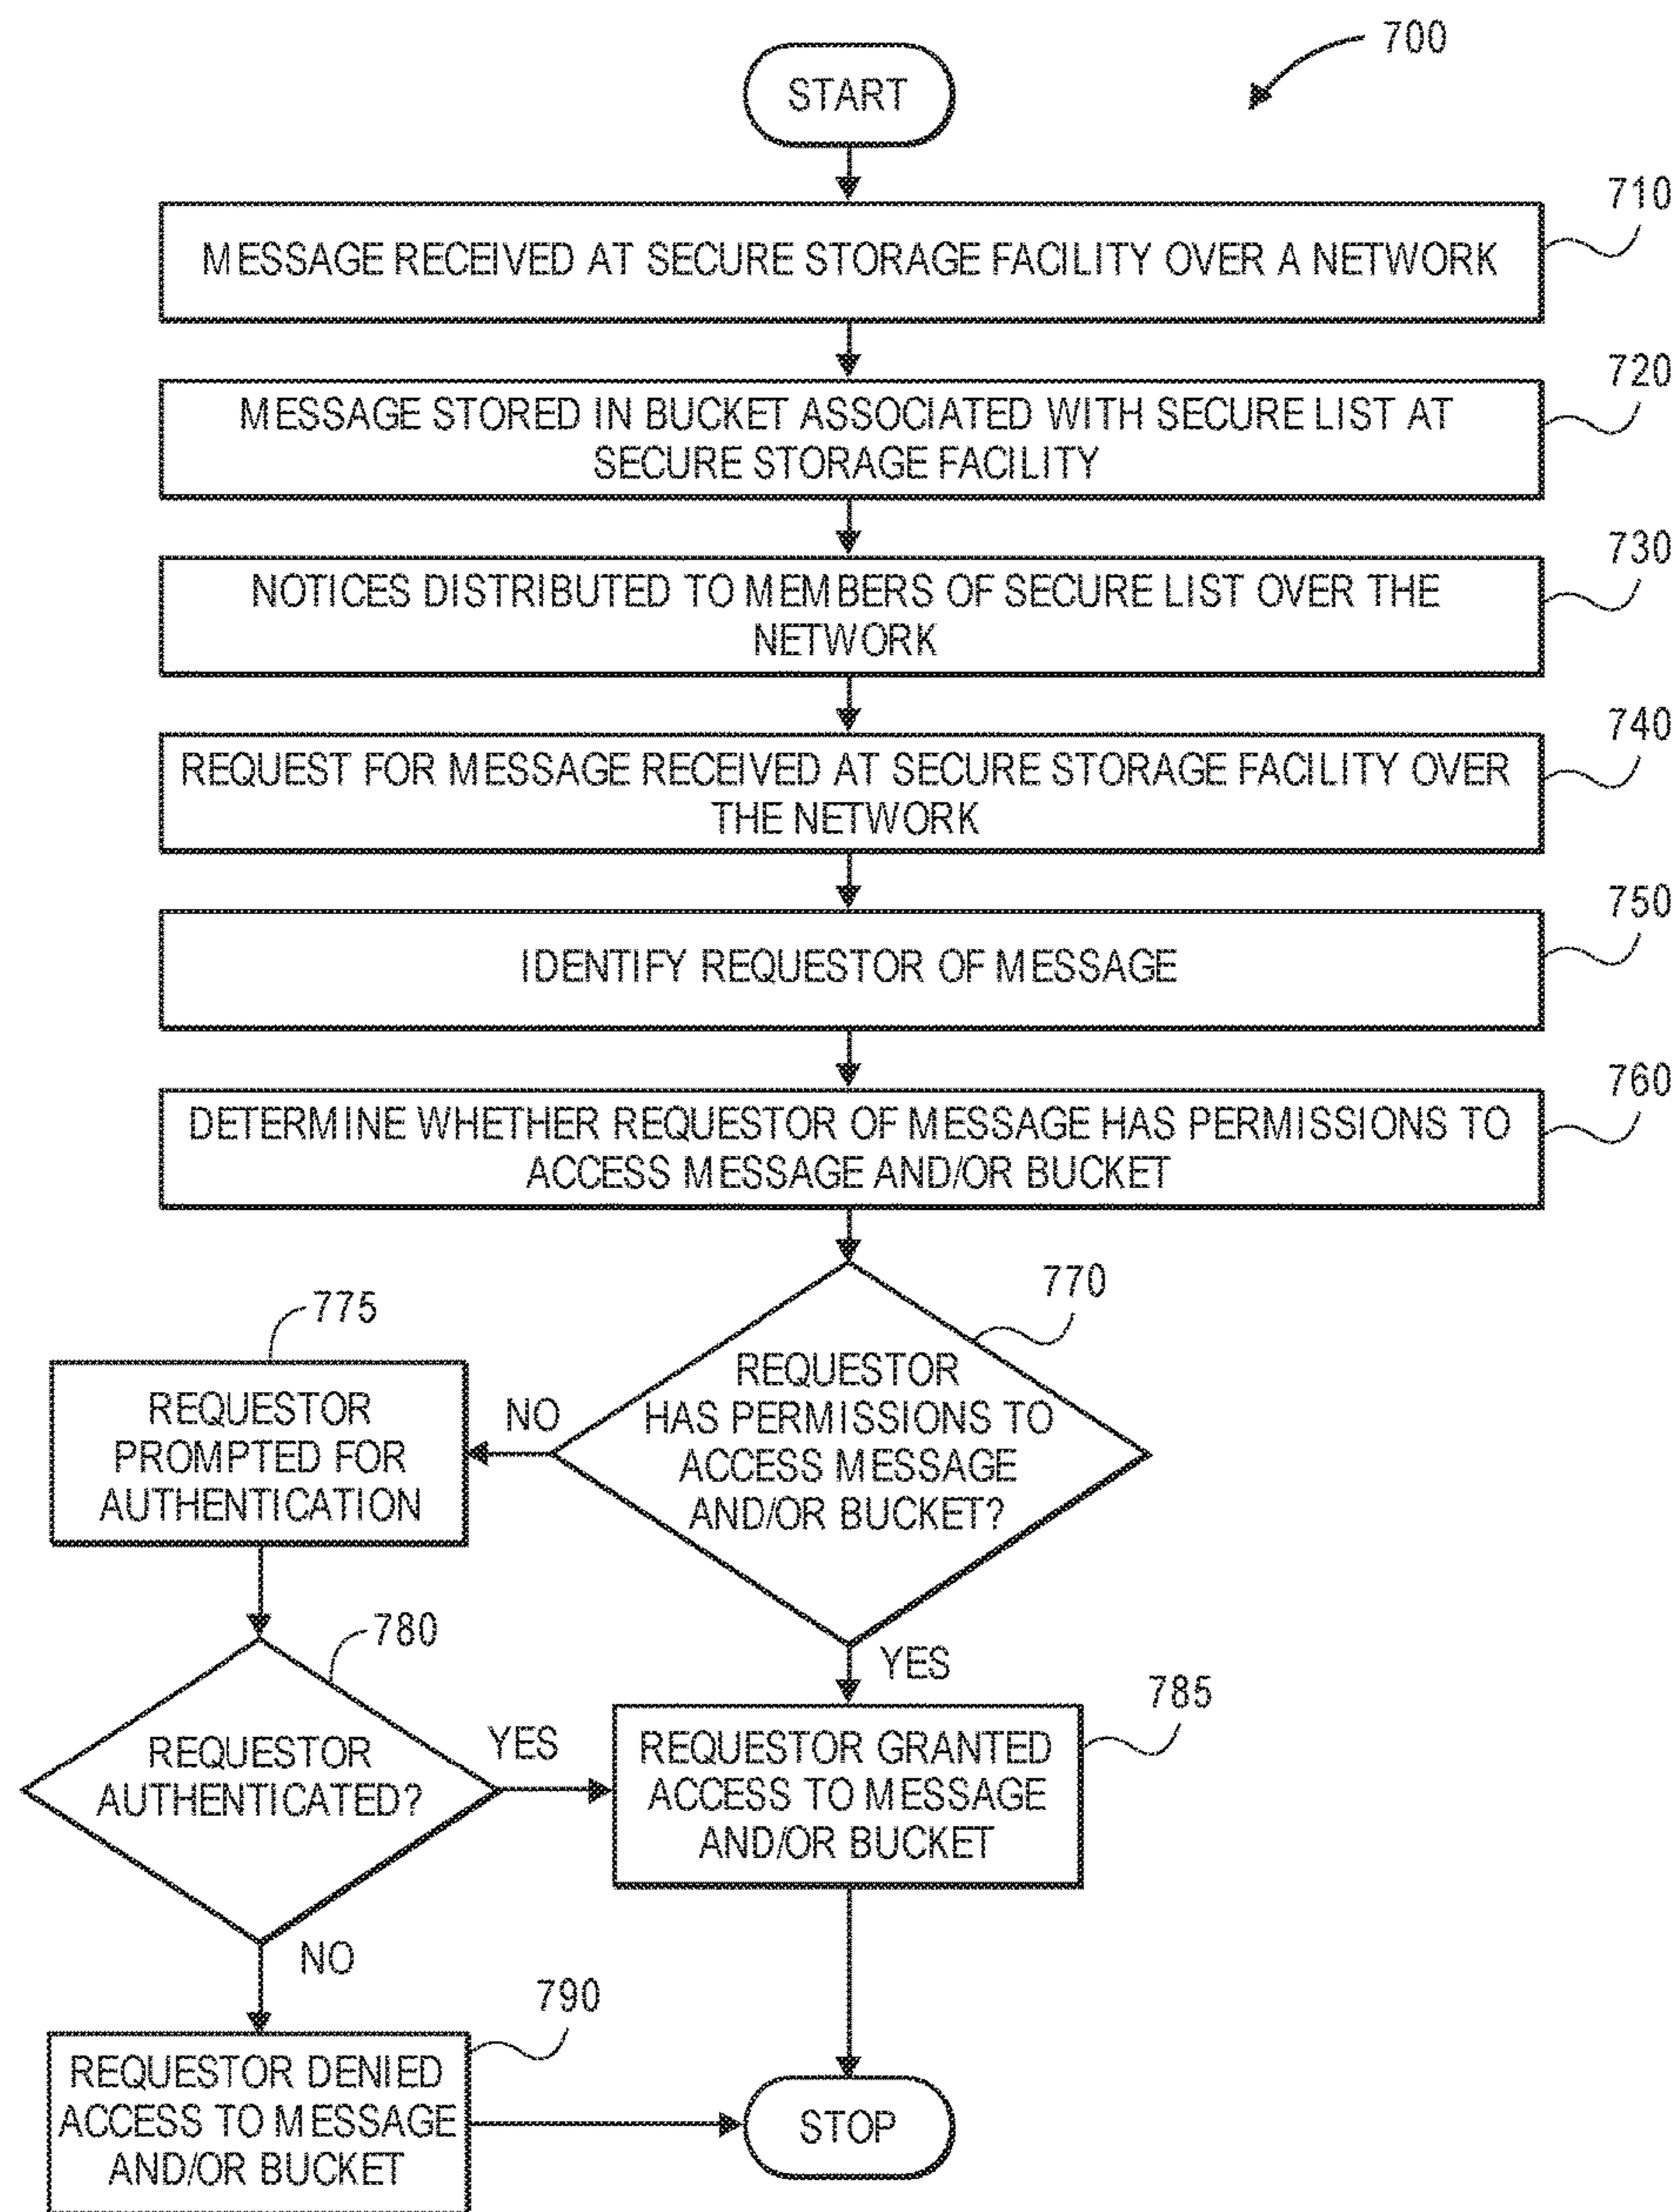 700
START
710
MESSAGE RECEIVED AT SECURE STORAGE FACILITY OVER A NETWORK
720
MESSAGE STORED IN BUCKET ASSOCIATED WITH SECURE LIST AT
SECURE STORAGE FACILITY
730
NOTICES DISTRIBUTED TO MEMBERS OF SECURE LIST OVER THE
NETWORK
740
REQUEST FOR MESSAGE RECEIVED AT SECURE STORAGE FACILITY OVER
THE NETWORK
750
IDENTIFY REQUESTOR OF MESSAGE
760
DETERMINE WHETHER REQUESTOR OF MESSAGE HAS PERMISSIONS TO
ACCESS MESSAGE AND/OR BUCKET
770
REQUESTOR
HAS PERMISSIONS TO
ACCESS MESSAGE
AND/OR BUCKET?
NO
775
REQUESTOR
PROMPTED FOR
AUTHENTICATION
YES
780
REQUESTOR
AUTHENTICATED?
YES
785
REQUESTOR GRANTED
ACCESS TO MESSAGE
AND/OR BUCKET
NO
790
REQUESTOR DENIED
ACCESS TO MESSAGE
AND/OR BUCKET
STOP